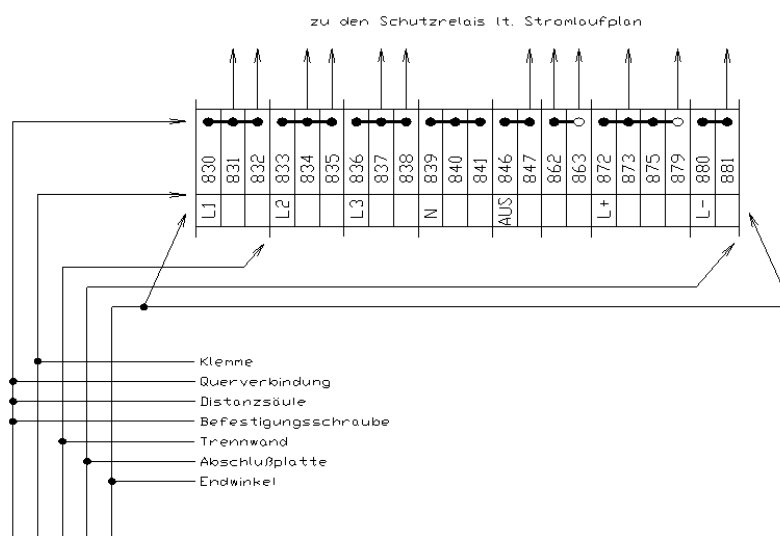 zu den Schutzrelais lt. Stromlaufplan
830 831 832 833 834 835 836 837 838 839 840 841 846 847 862 863 872 873 875 879 880 881
L1 L2 L3 N AUS L+ L-
Klemme
Querverbindung
Distanzsäule
Befestigungsschraube
Trennwand
Abschlußplatte
Endwinkel